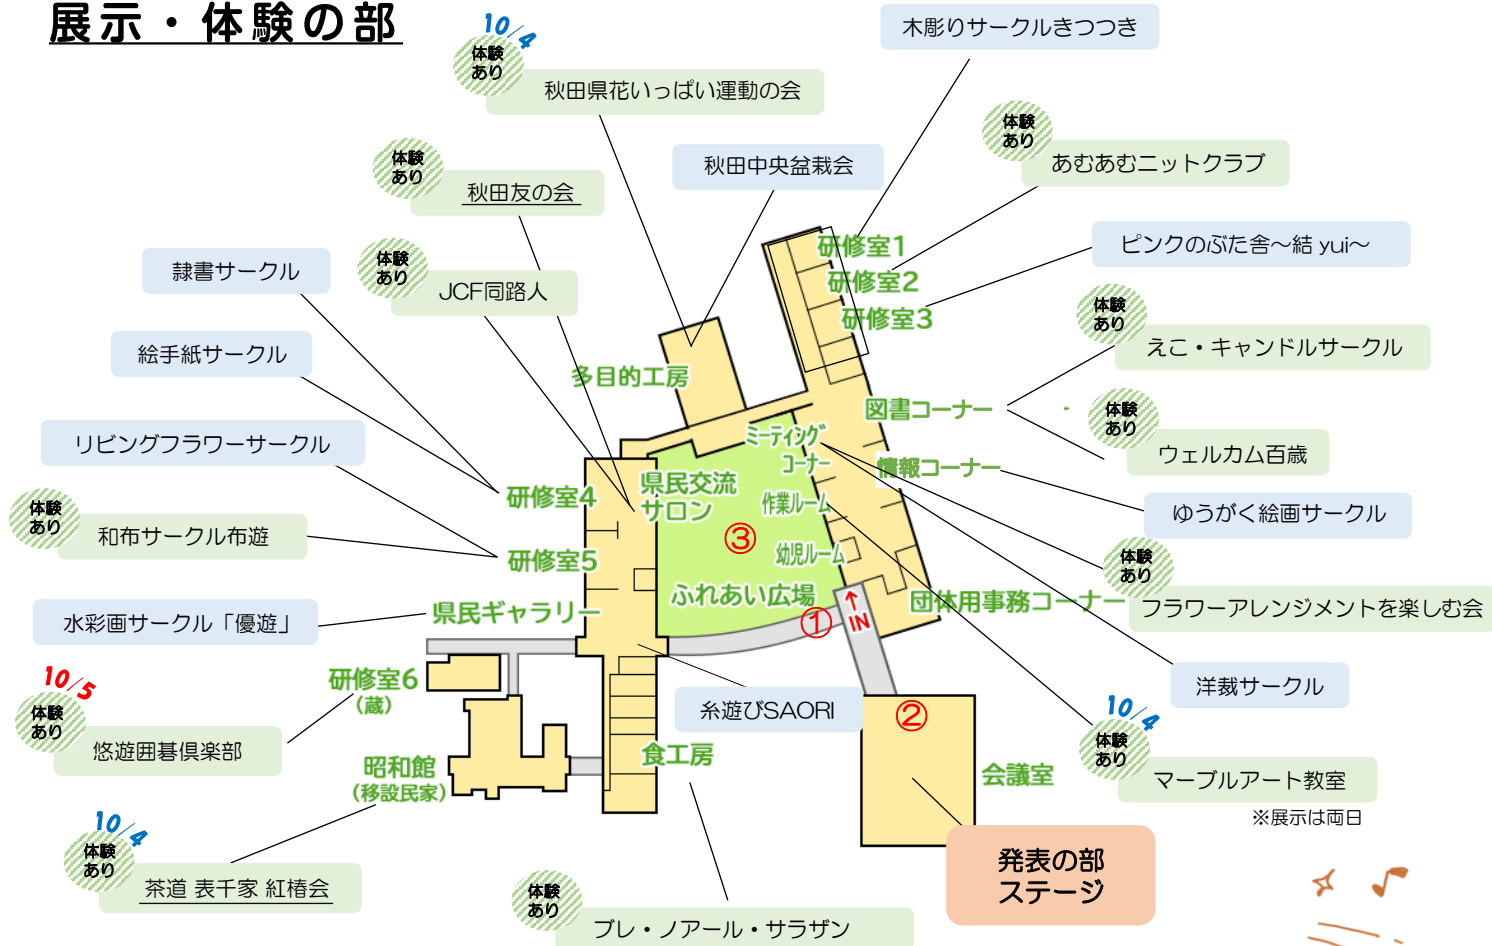 展示・体験の部
10/4
体験
あり
秋田県花いっぱい運動の会
木彫りサークルきつつき
体験
あり
秋田友の会
秋田中央盆栽会
体験
あり
あむあむニットクラブ
隷書サークル
体験
あり
JCF同路人
研修室1
研修室2
研修室3
ピンクのぶた舎～結 yui～
絵手紙サークル
多目的工房
体験
あり
えこ・キャンドルサークル
図書コーナー
体験
あり
ウェルカム百歳
リビングフラワーサークル
ミーティング
コーナー
情報コーナー
研修室4
県民交流
サロン
作業ルーム
ゆうがく絵画サークル
体験
あり
和布サークル布遊
研修室5
③
幼児ルーム
体験
あり
フラワーアレンジメントを楽しむ会
水彩画サークル「優遊」
県民ギャラリー
ふれあい広場
①
IN
団体用事務コーナー
10/5
体験
あり
悠遊囲碁倶楽部
研修室6
(蔵)
糸遊びSAORI
②
洋裁サークル
昭和館
(移設民家)
食工房
会議室
10/4
体験
あり
マーブルアート教室
※展示は両日
10/4
体験
あり
茶道 表千家 紅椿会
体験
あり
ブレ・ノアール・サラザン
発表の部
ステージ